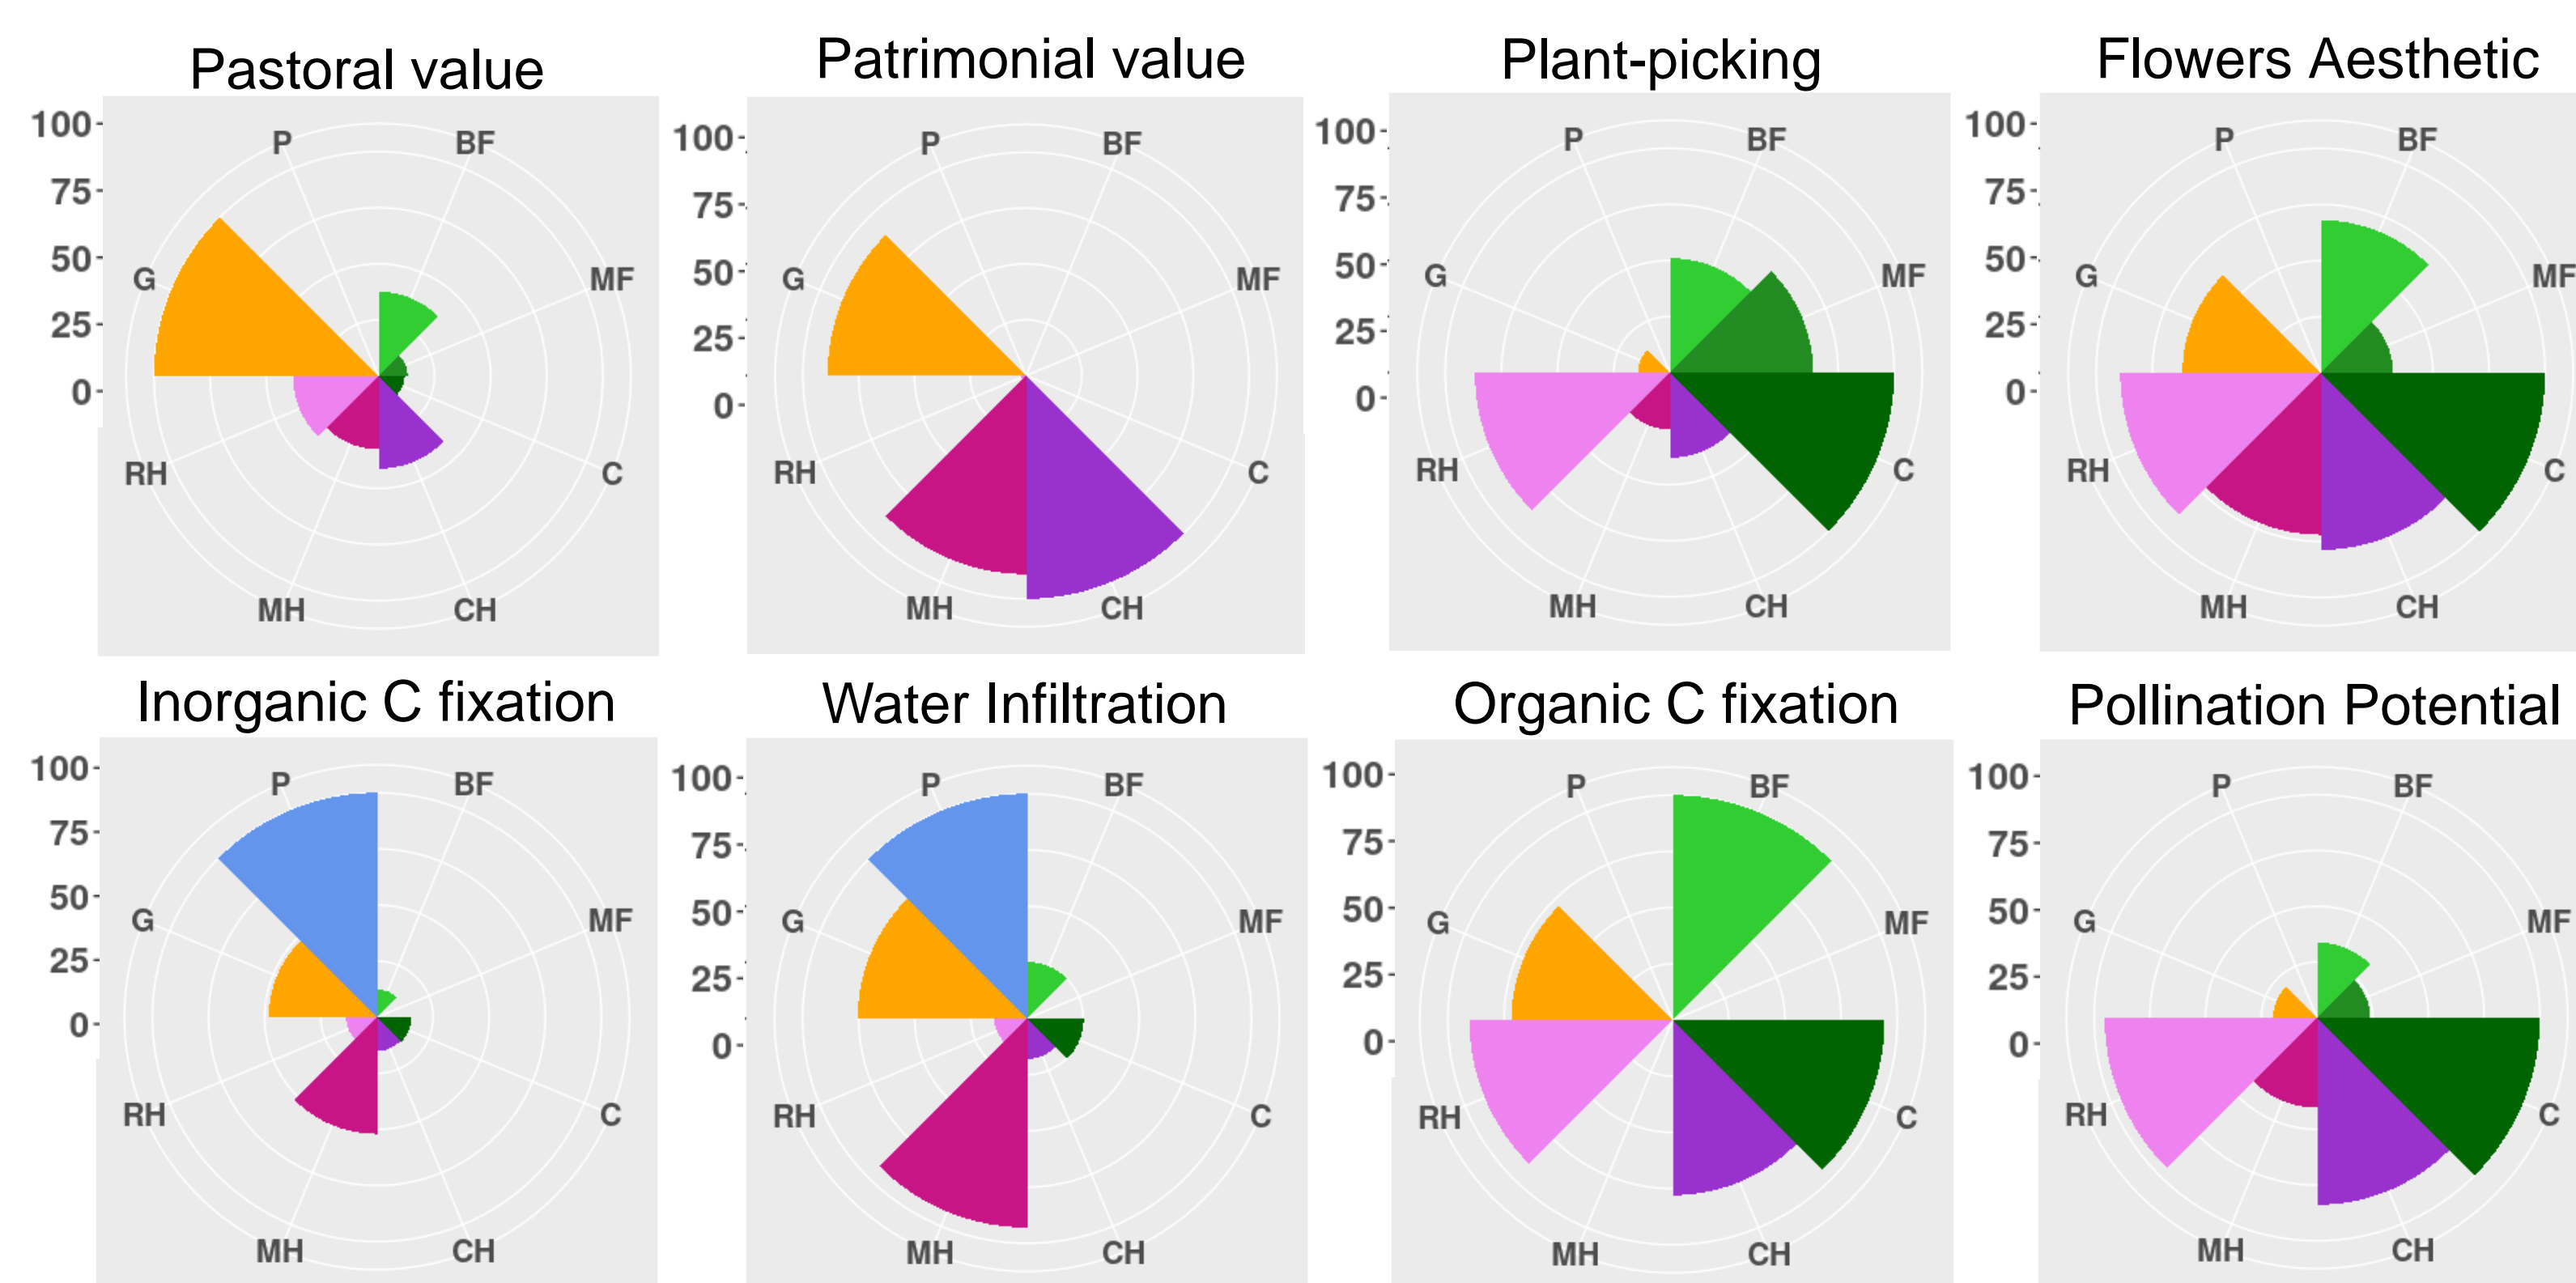 Pastoral value
100
75
50
25
0
P
BF
G
MF
RH
C
MH
CH
Patrimonial value
100
75
50
25
0
P
BF
G
MF
RH
C
MH
CH
Plant-picking
100
75
50
25
0
P
BF
G
MF
RH
C
MH
CH
Flowers Aesthetic
100
75
50
25
0
P
BF
G
MF
RH
C
MH
CH
Inorganic C fixation
100
75
50
25
0
P
BF
G
MF
RH
C
MH
CH
Water Infiltration
100
75
50
25
0
P
BF
G
MF
RH
C
MH
CH
Organic C fixation
100
75
50
25
0
P
BF
G
MF
RH
C
MH
CH
Pollination Potential
100
75
50
25
0
P
BF
G
MF
RH
C
MH
CH